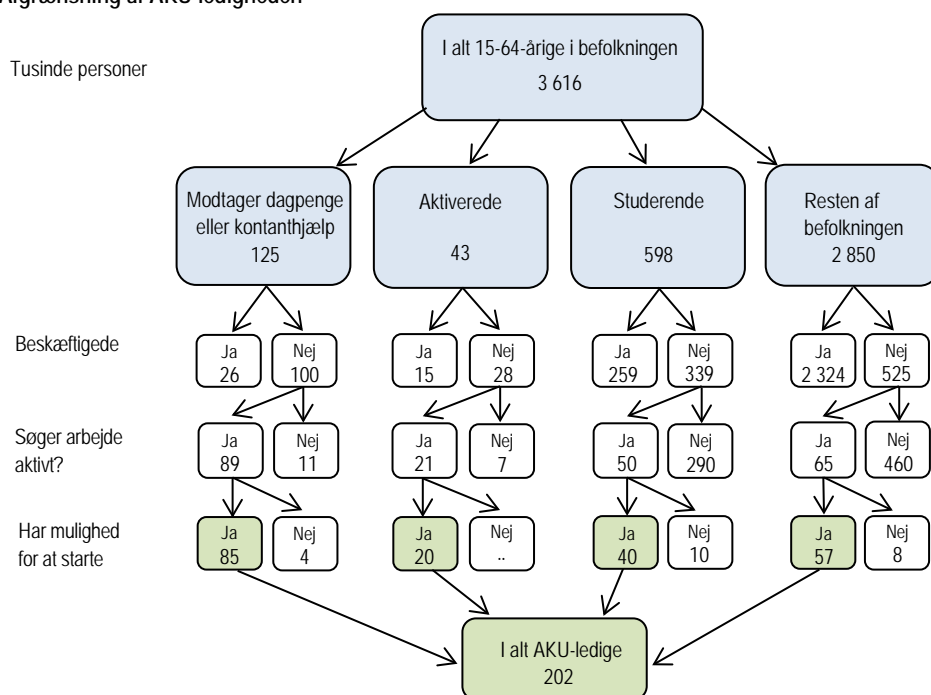 Afgrænsning af AKU-ledigheden
Tusinde personer
I alt 15-64-årige i befolkningen
3 616
Modtager dagpenge
eller kontanthjælp
125
Aktiverede
43
Studerende
598
Resten af
befolkningen
2 850
Beskæftigede
Ja
26
Nej
100
Ja
15
Nej
28
Ja
259
Nej
339
Ja
2 324
Nej
525
Søger arbejde
aktivt?
Ja
89
Nej
11
Ja
21
Nej
7
Ja
50
Nej
290
Ja
65
Nej
460
Har mulighed
for at starte
Ja
85
Nej
4
Ja
20
Nej
..
Ja
40
Nej
10
Ja
57
Nej
8
I alt AKU-ledige
202